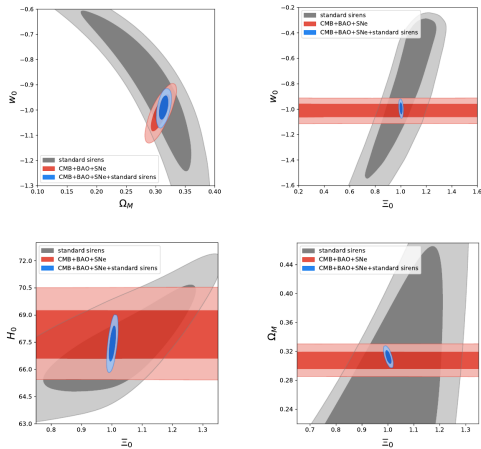 −0.6
−0.7
−0.8
−0.9
−1.0
−1.1
−1.2
−1.3
w0
standard sirens
CMB+BAO+SNe
CMB+BAO+SNe+standard sirens
0.10 0.15 0.20 0.25 0.30 0.35 0.40
ΩM
−0.2
−0.4
−0.6
−0.8
−1.0
−1.2
−1.4
−1.6
w0
standard sirens
CMB+BAO+SNe
CMB+BAO+SNe+standard sirens
0.2 0.4 0.6 0.8 1.0 1.2 1.4 1.6
Ξ0
72.0
70.5
69.0
67.5
66.0
64.5
63.0
H0
standard sirens
CMB+BAO+SNe
CMB+BAO+SNe+standard sirens
0.8 0.9 1.0 1.1 1.2 1.3
Ξ0
0.44
0.40
0.36
0.32
0.28
0.24
ΩM
standard sirens
CMB+BAO+SNe
CMB+BAO+SNe+standard sirens
0.7 0.8 0.9 1.0 1.1 1.2 1.3
Ξ0